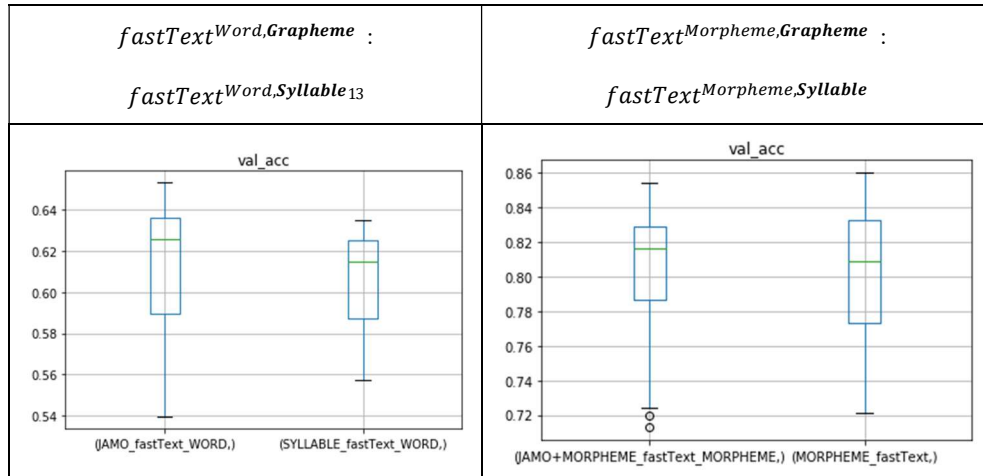 fastText^{Word,Grapheme} :
fastText^{Word,Syllable}13
fastText^{Morpheme,Grapheme} :
fastText^{Morpheme,Syllable}
val_acc
0.64
0.62
0.60
0.58
0.56
0.54
(JAMO_fastText_WORD,) (SYLLABLE_fastText_WORD,)
val_acc
0.86
0.84
0.82
0.80
0.78
0.76
0.74
0.72
(JAMO+MORPHEME_fastText_MORPHEME,) (MORPHEME_fastText,)